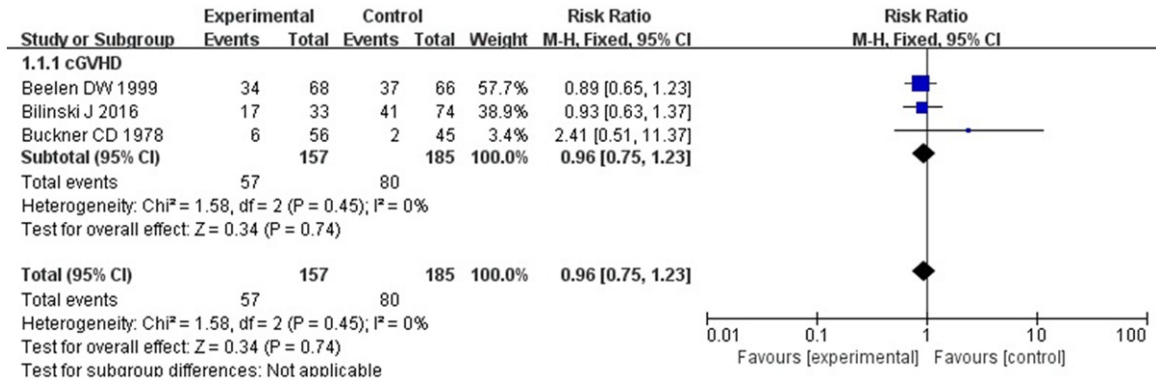 Experimental Control Risk Ratio Risk Ratio
Study or Subgroup Events Total Events Total Weight M-H, Fixed, 95% CI M-H, Fixed, 95% CI
1.1.1 cGVHD
Beelen DW 1999 34 68 37 66 57.7% 0.89 [0.65, 1.23]
Bilinski J 2016 17 33 41 74 38.9% 0.93 [0.63, 1.37]
Buckner CD 1978 6 56 2 45 3.4% 2.41 [0.51, 11.37]
Subtotal (95% CI) 157 185 100.0% 0.96 [0.75, 1.23]
Total events 57 80
Heterogeneity: Chi² = 1.58, df = 2 (P = 0.45); I² = 0%
Test for overall effect: Z = 0.34 (P = 0.74)
Total (95% CI) 157 185 100.0% 0.96 [0.75, 1.23]
Total events 57 80
Heterogeneity: Chi² = 1.58, df = 2 (P = 0.45); I² = 0%
Test for overall effect: Z = 0.34 (P = 0.74)
Test for subgroup differences: Not applicable
0.01 0.1 1 10 100
Favours [experimental] Favours [control]